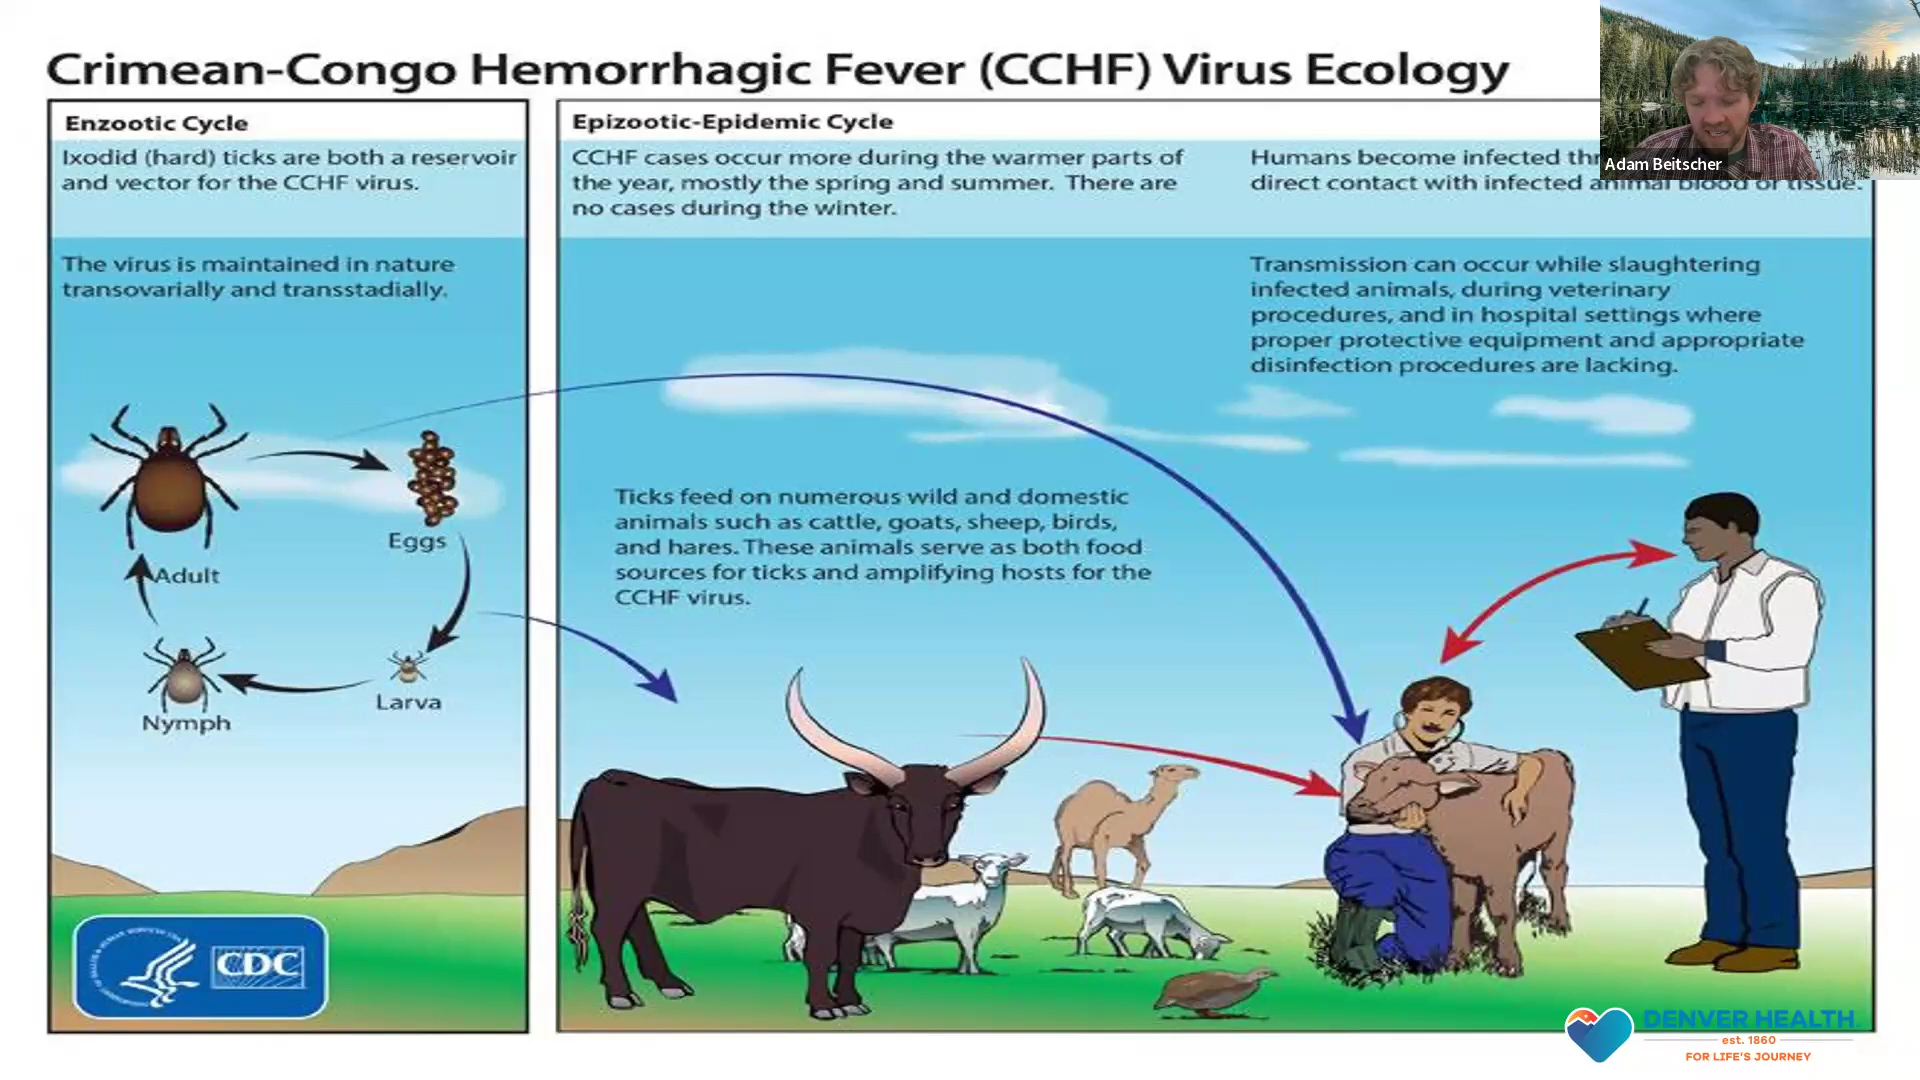 Crimean-Congo Hemorrhagic Fever (CCHF) Virus Ecology
Enzootic Cycle
Ixodid (hard) ticks are both a reservoir
and vector for the CCHF virus.
The virus is maintained in nature
transovarially and transstadially.
Adult
Eggs
Larva
Nymph
CDC
Epizootic-Epidemic Cycle
CCHF cases occur more during the warmer parts of
the year, mostly the spring and summer. There are
no cases during the winter.
Humans become infected
direct contact with infected animal blood or tissue.
Transmission can occur while slaughtering
infected animals, during veterinary
procedures, and in hospital settings where
proper protective equipment and appropriate
disinfection procedures are lacking.
Ticks feed on numerous wild and domestic
animals such as cattle, goats, sheep, birds,
and hares. These animals serve as both food
sources for ticks and amplifying hosts for the
CCHF virus.
Adam Beitscher
DENVER HEALTH
est. 1860
FOR LIFE'S JOURNEY